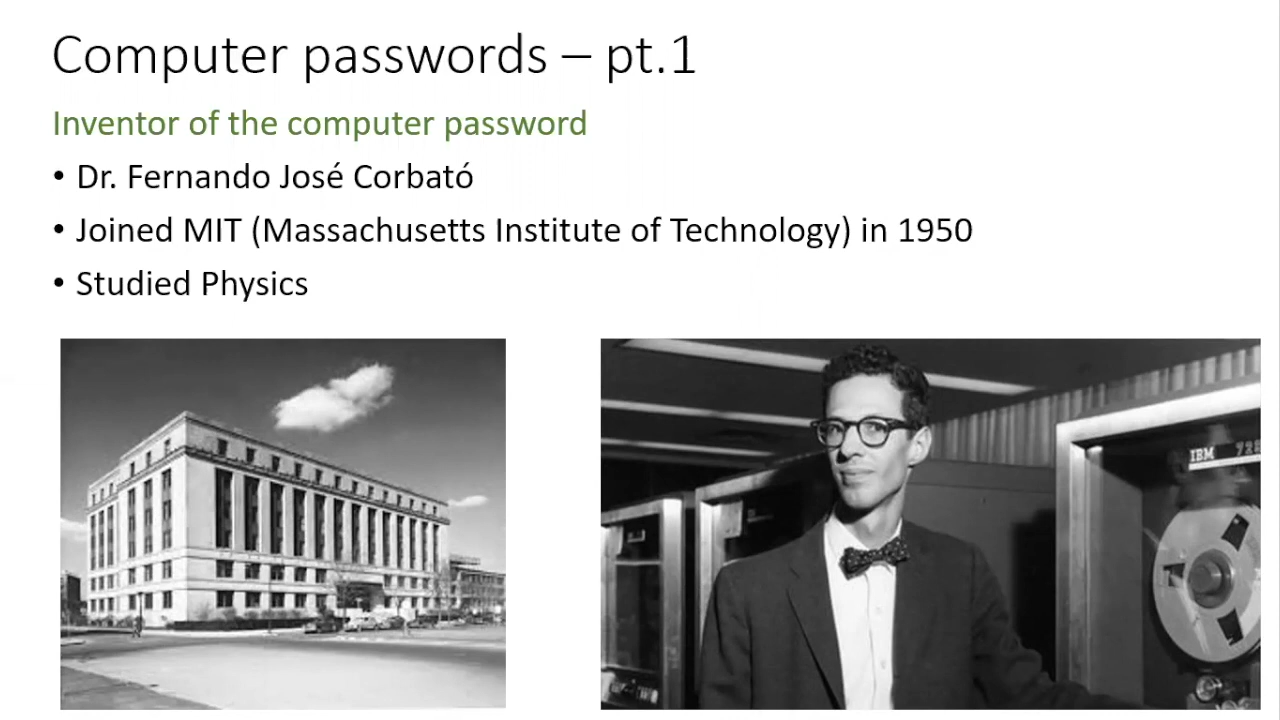 Computer passwords – pt.1
Inventor of the computer password
• Dr. Fernando José Corbató
• Joined MIT (Massachusetts Institute of Technology) in 1950
• Studied Physics
IBM 729